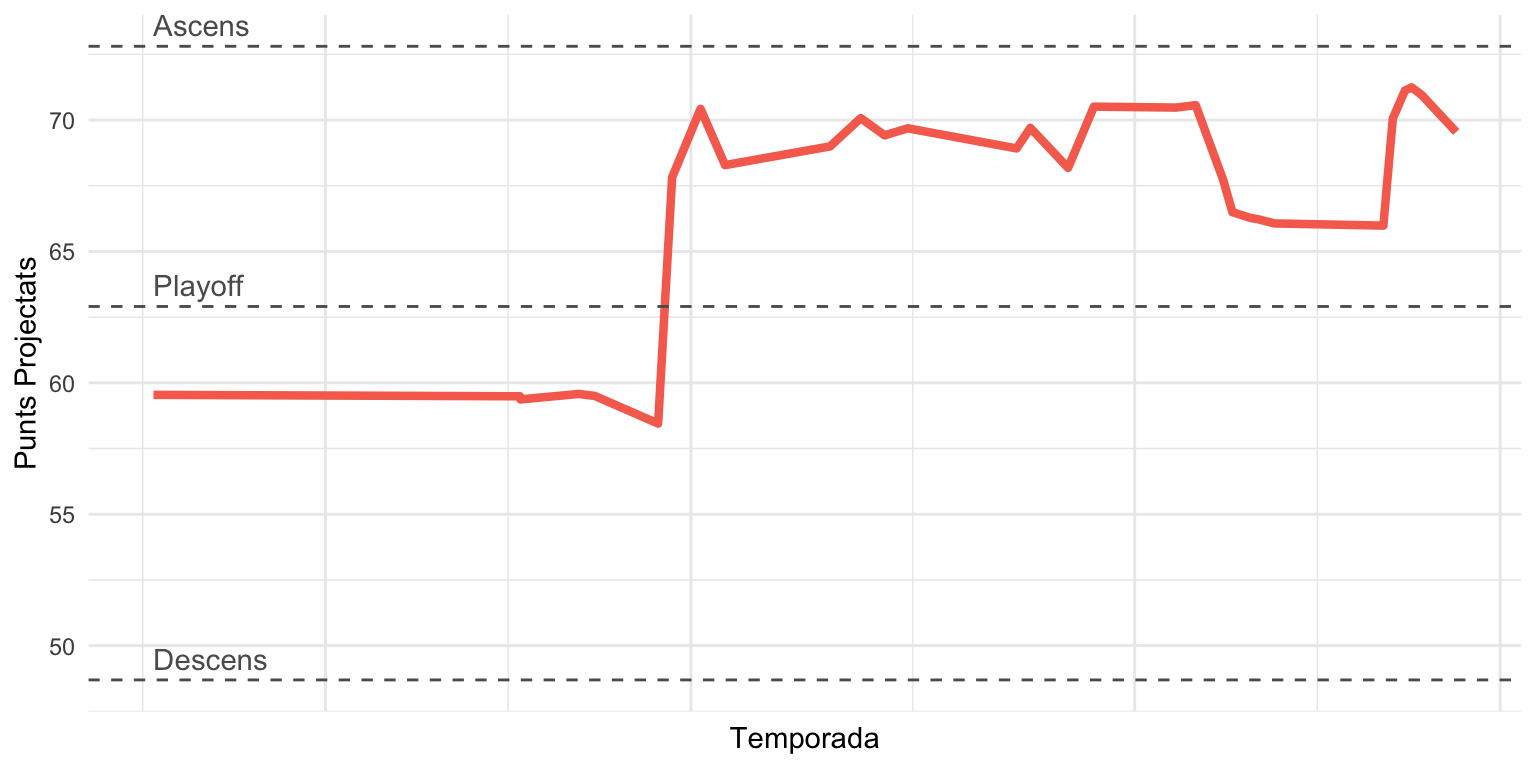 Ascens
70
65
Playoff
60
55
50
Descens
Punts Projectats
Temporada